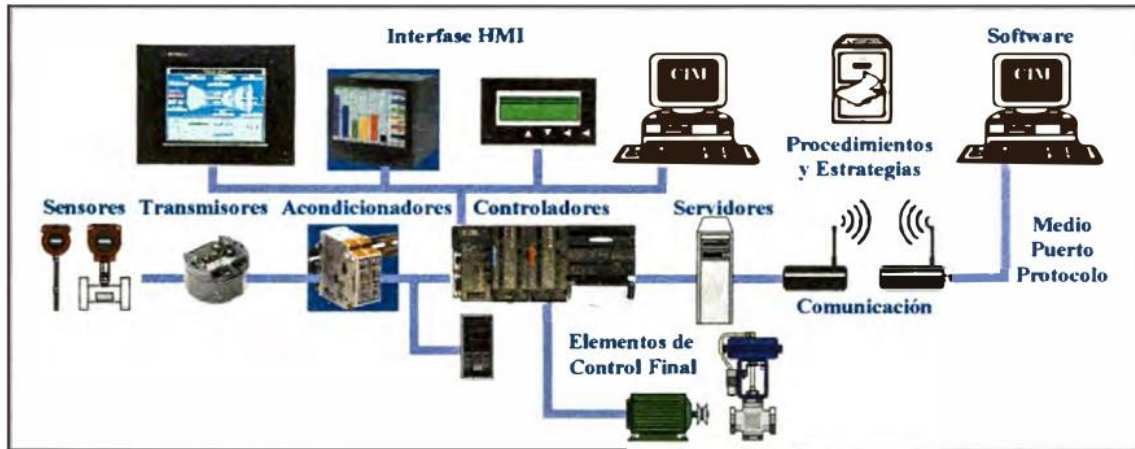 Interfase HMI
Software
CIM
CIM
Procedimientos
y Estrategias
Sensores
Transmisores
Acondicionadores
Controladores
Servidores
Medio
Puerto
Protocolo
Comunicación
Elementos de
Control Final